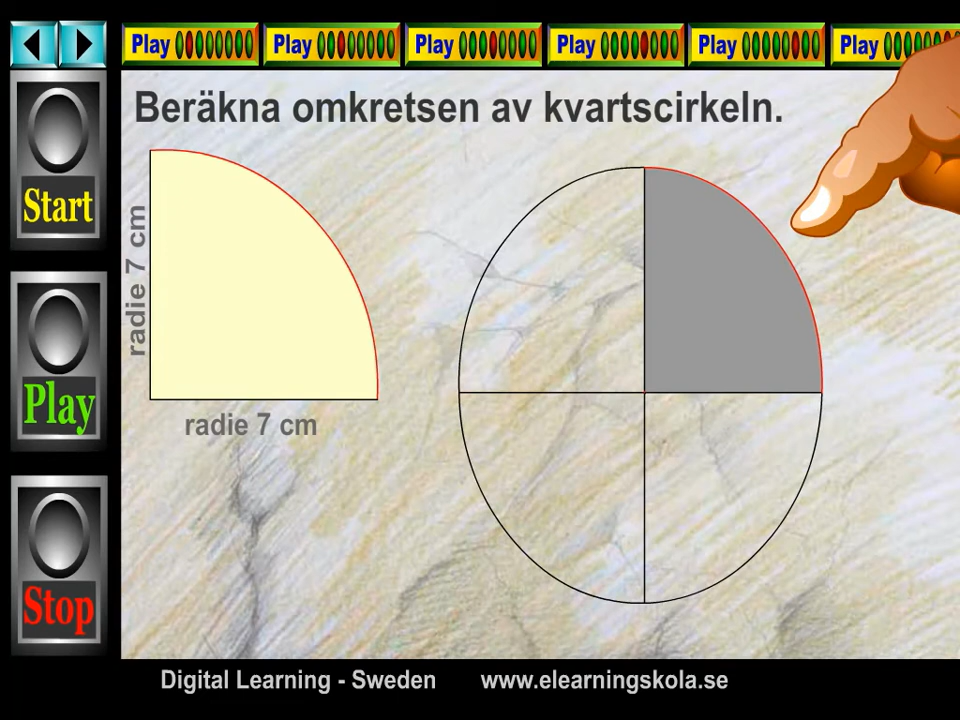 Play Play Play Play Play Play
Beräkna omkretsen av kvartscirkeln.
Start
radie 7 cm
radie 7 cm
Play
Stop
Digital Learning - Sweden www.elearningskola.se